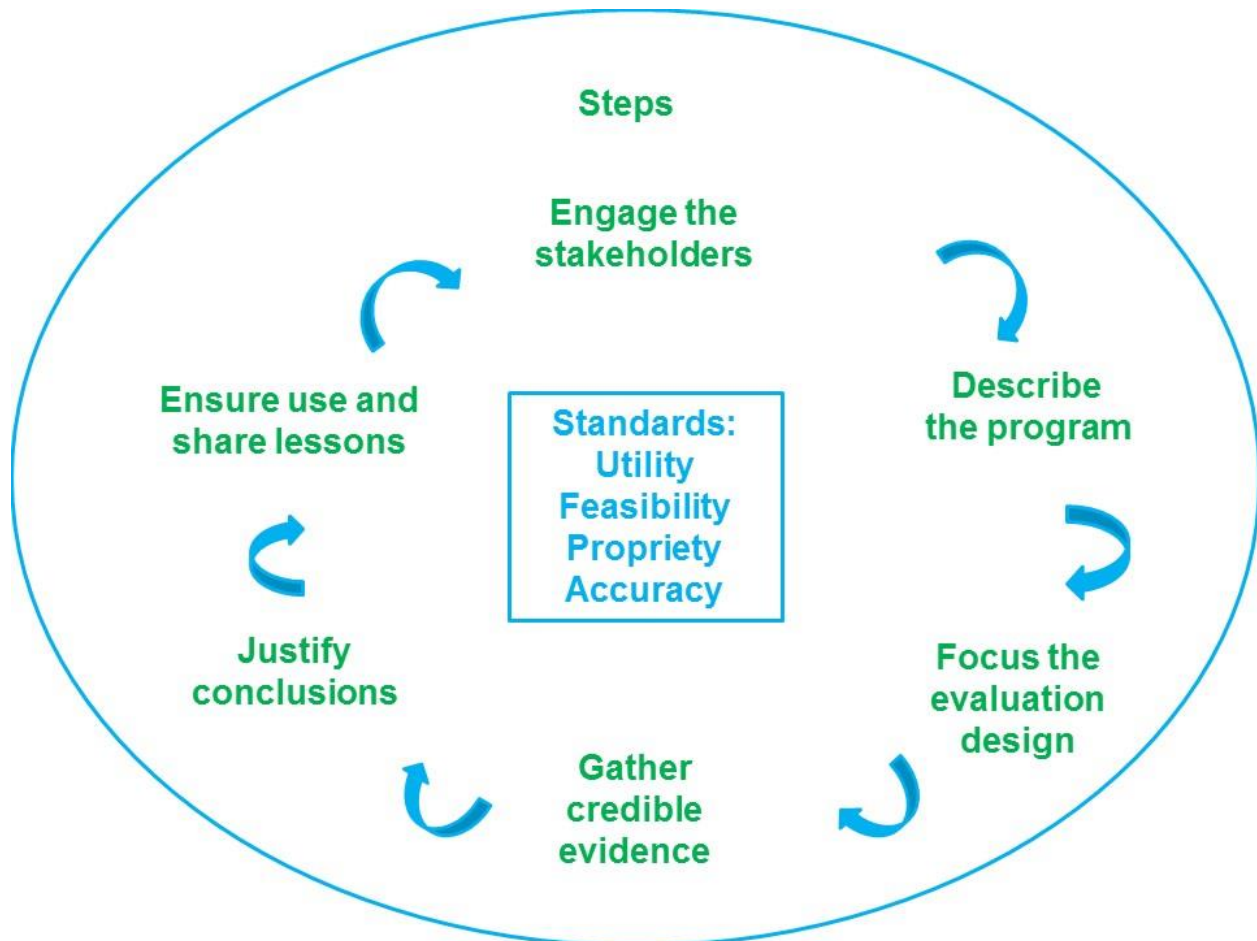 Steps
Engage the
stakeholders
Describe
the program
Focus the
evaluation
design
Gather
credible
evidence
Justify
conclusions
Ensure use and
share lessons
Standards:
Utility
Feasibility
Propriety
Accuracy